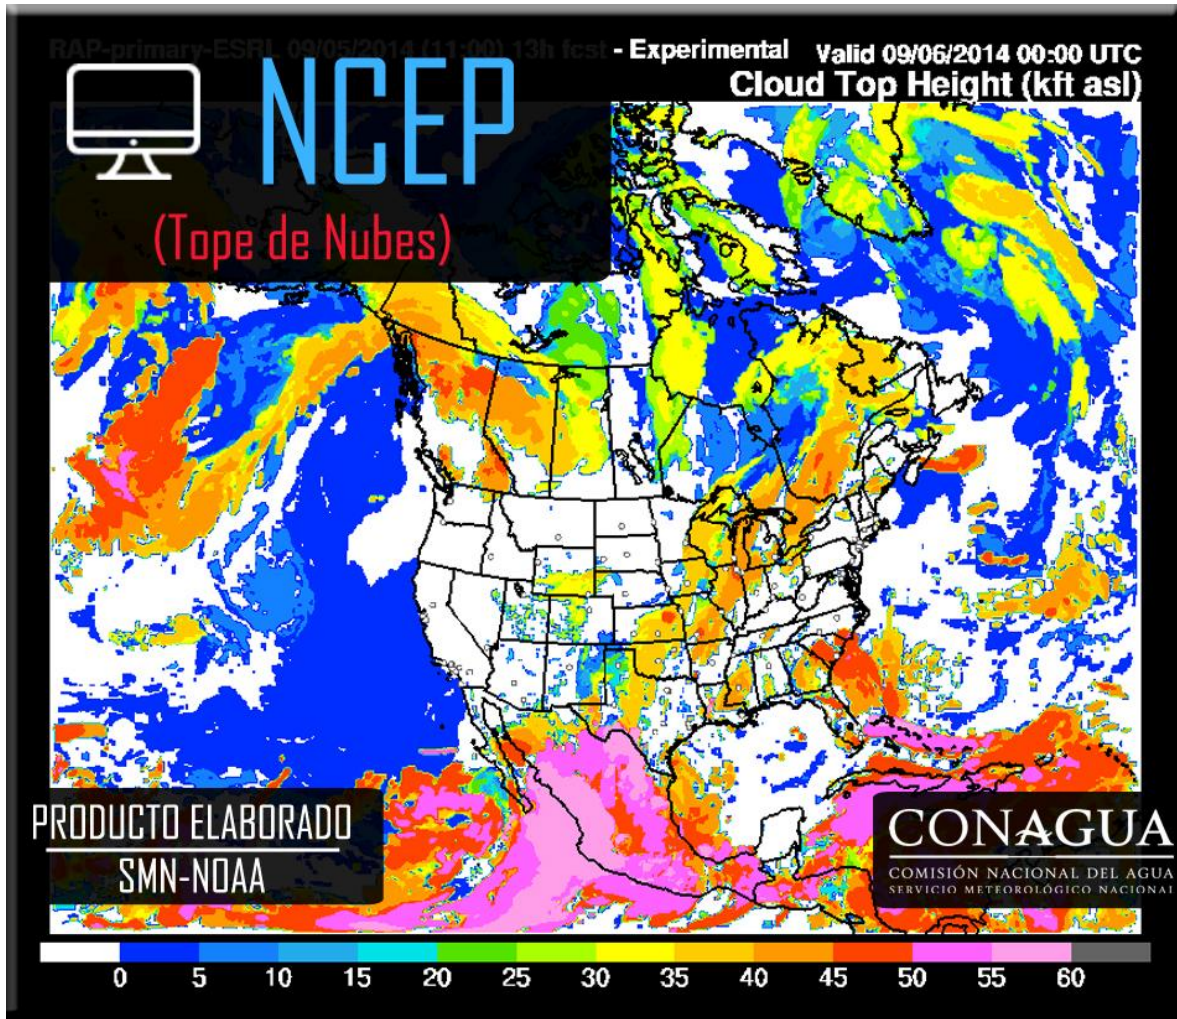 RAP-primary-ESRL 09/05/2014 (11:00) 13h fcst - Experimental Valid 09/06/2014 00:00 UTC
Cloud Top Height (kft asl)
NCEP
(Tope de Nubes)
PRODUCTO ELABORADO
SMN-NOAA
CONAGUA
COMISIÓN NACIONAL DEL AGUA
SERVICIO METEOROLÓGICO NACIONAL
0 5 10 15 20 25 30 35 40 45 50 55 60